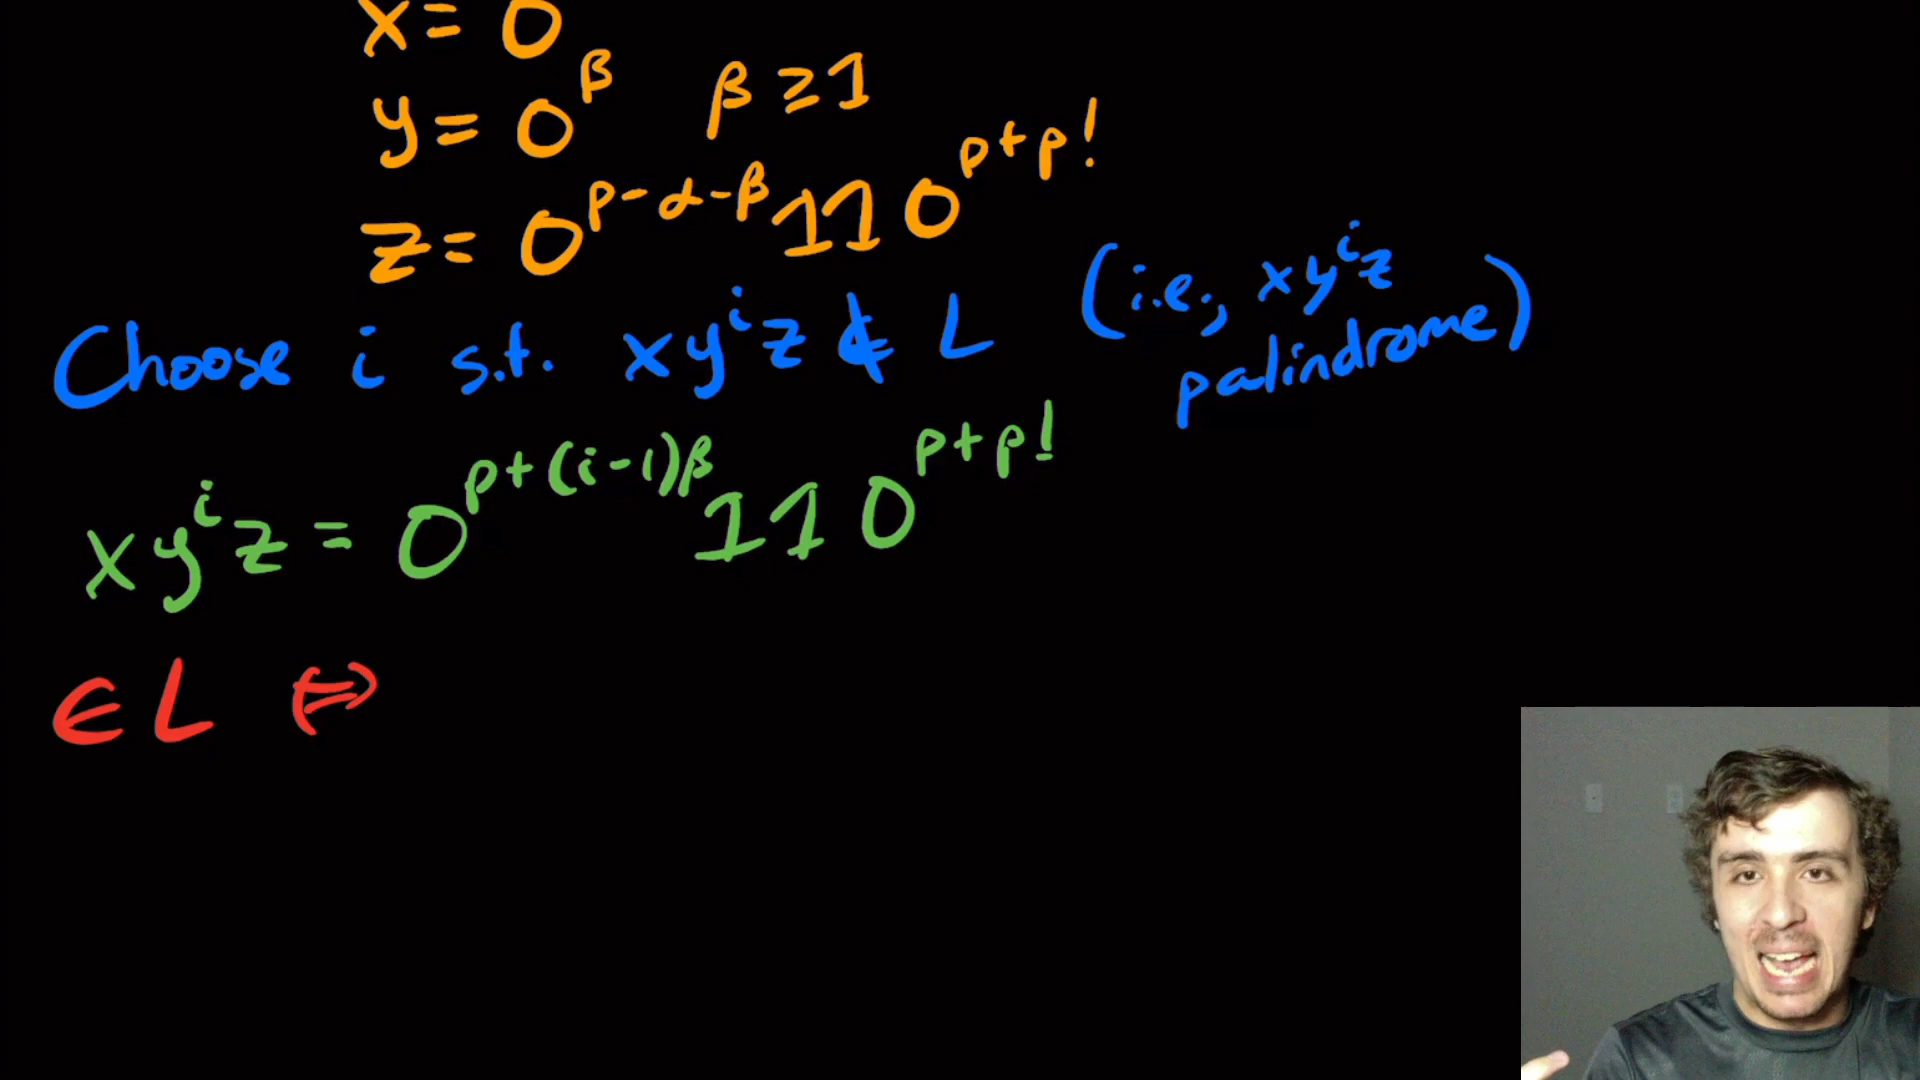 x = 0
y = 0^β β ≥ 1
z = 0^(p-α-β) 110^(p+p!)
Choose i s.t. xy^i z ∉ L (i.e., xy^i z
palindrome)
xy^i z = 0^(p+(i-1)β) 110^(p+p!)
∈ L ⇔